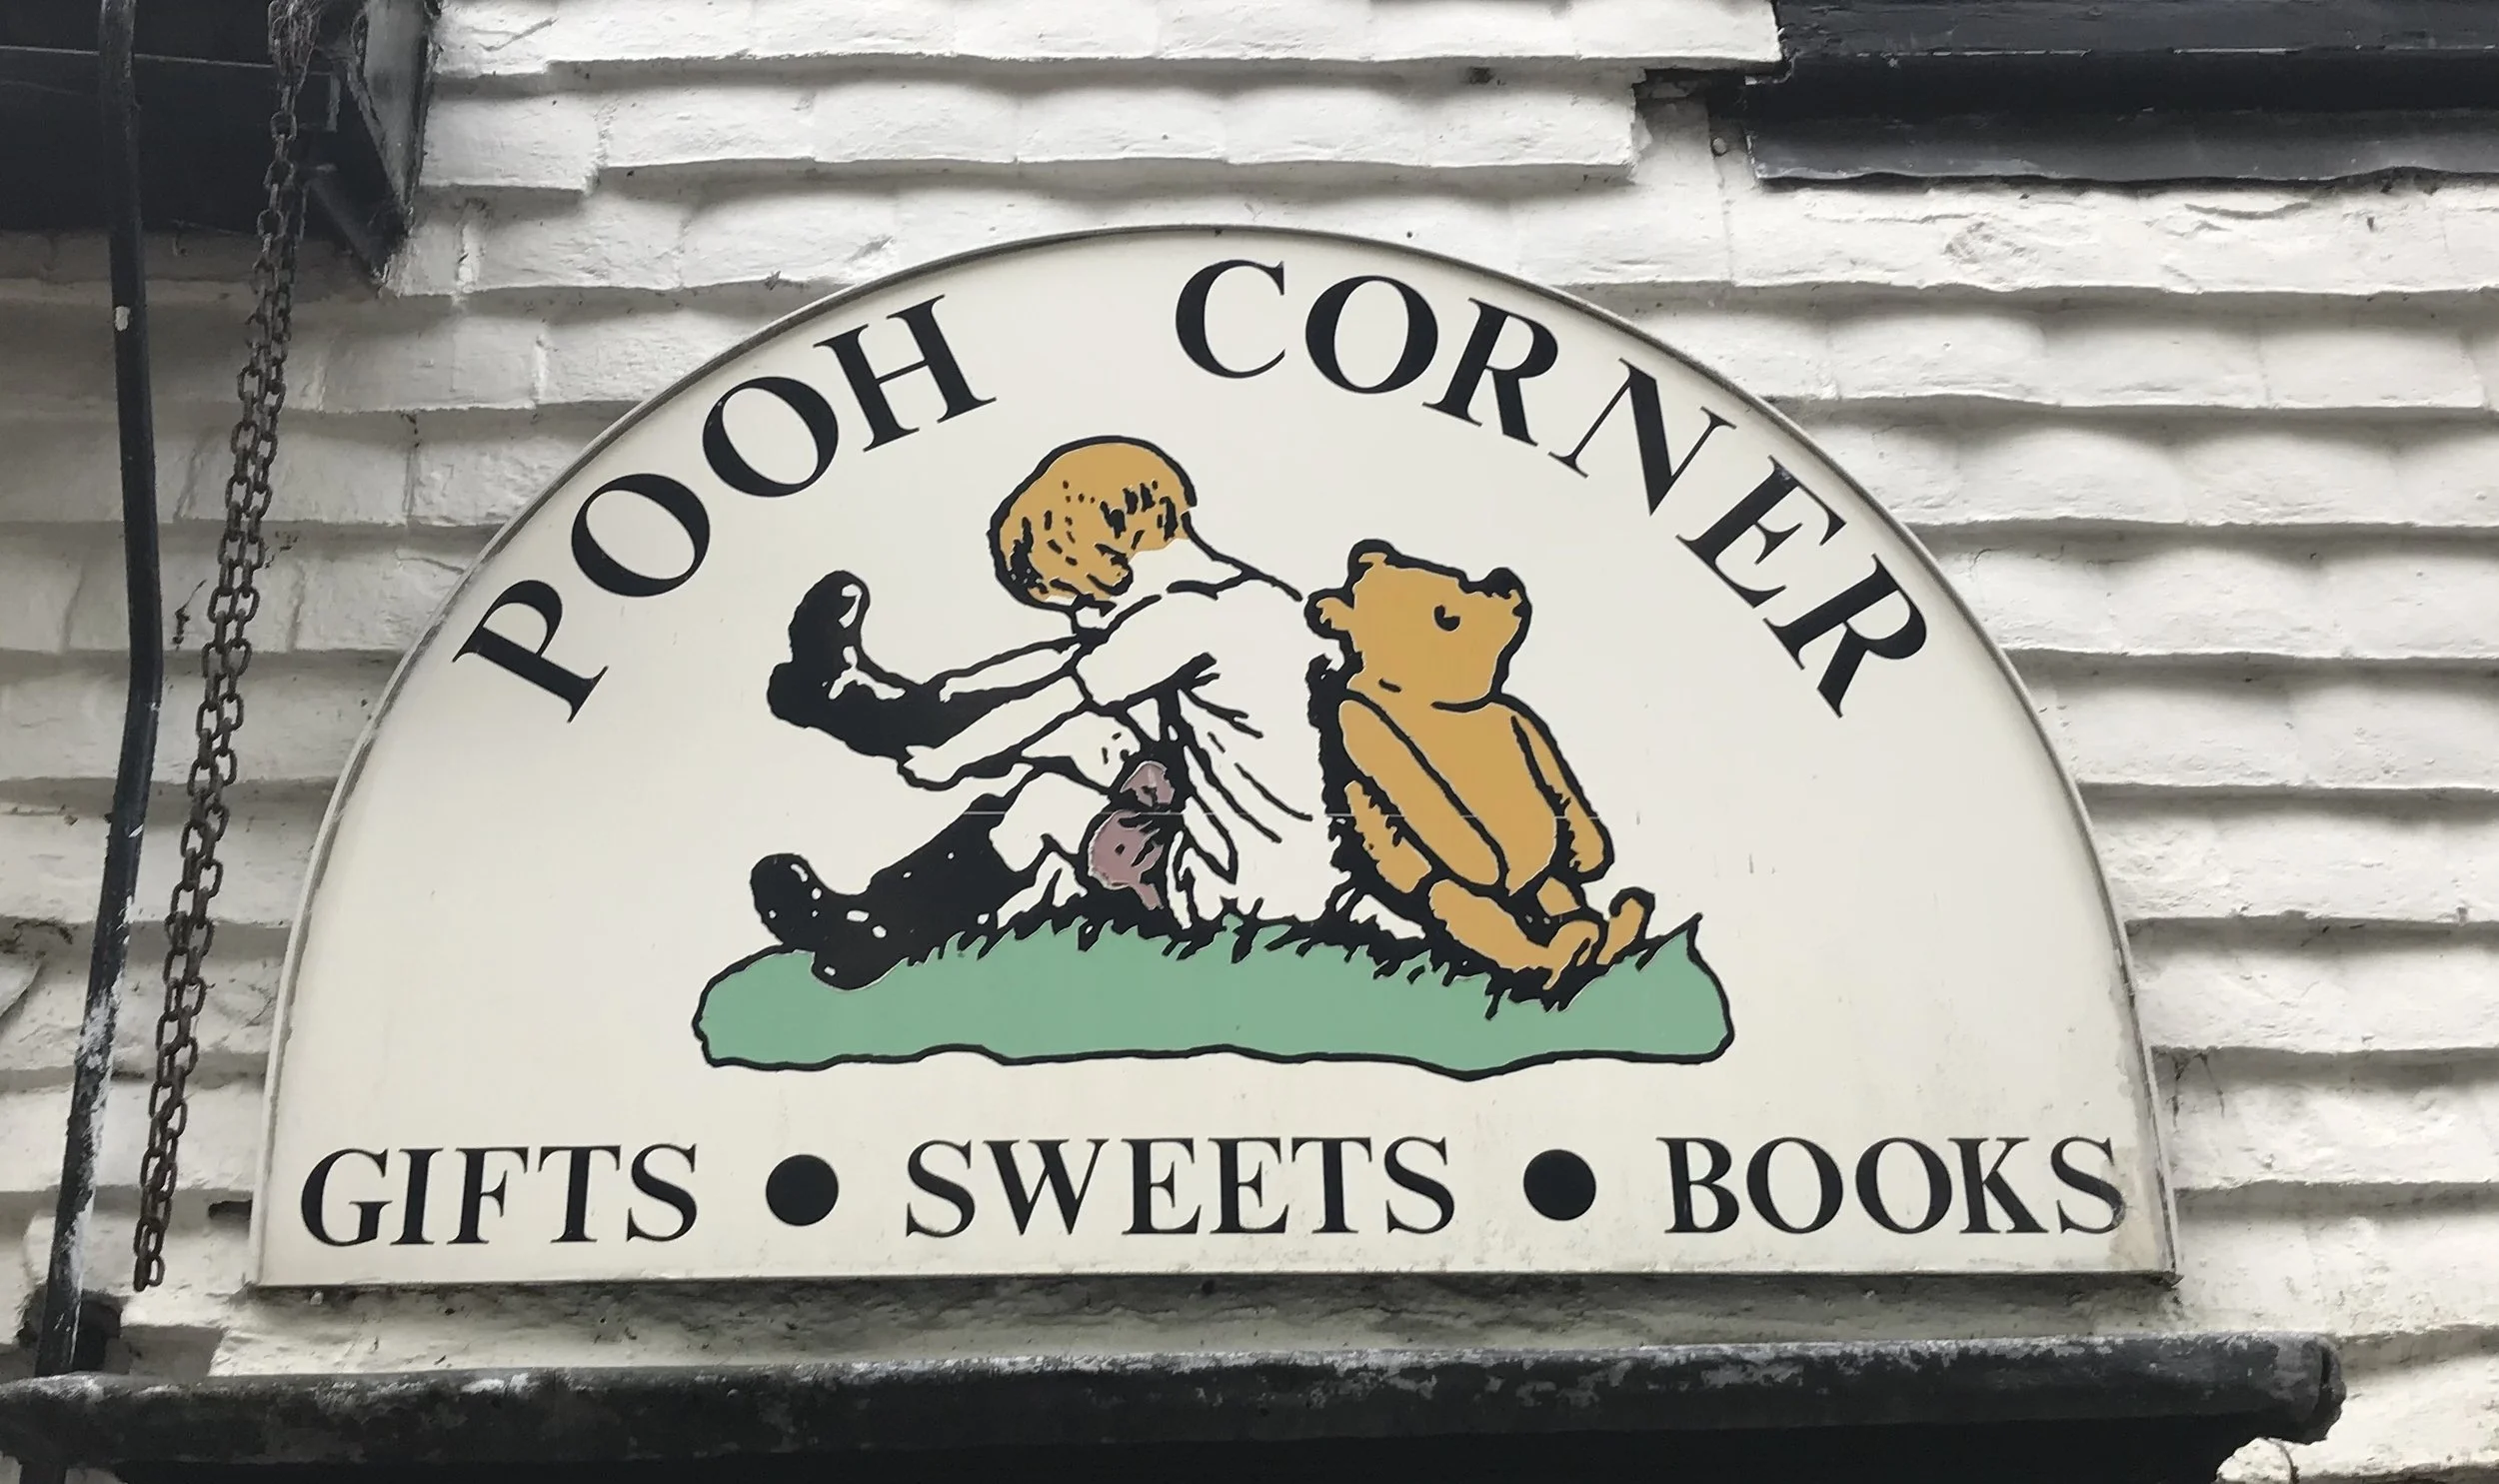 POOH CORNER
GIFTS • SWEETS • BOOKS